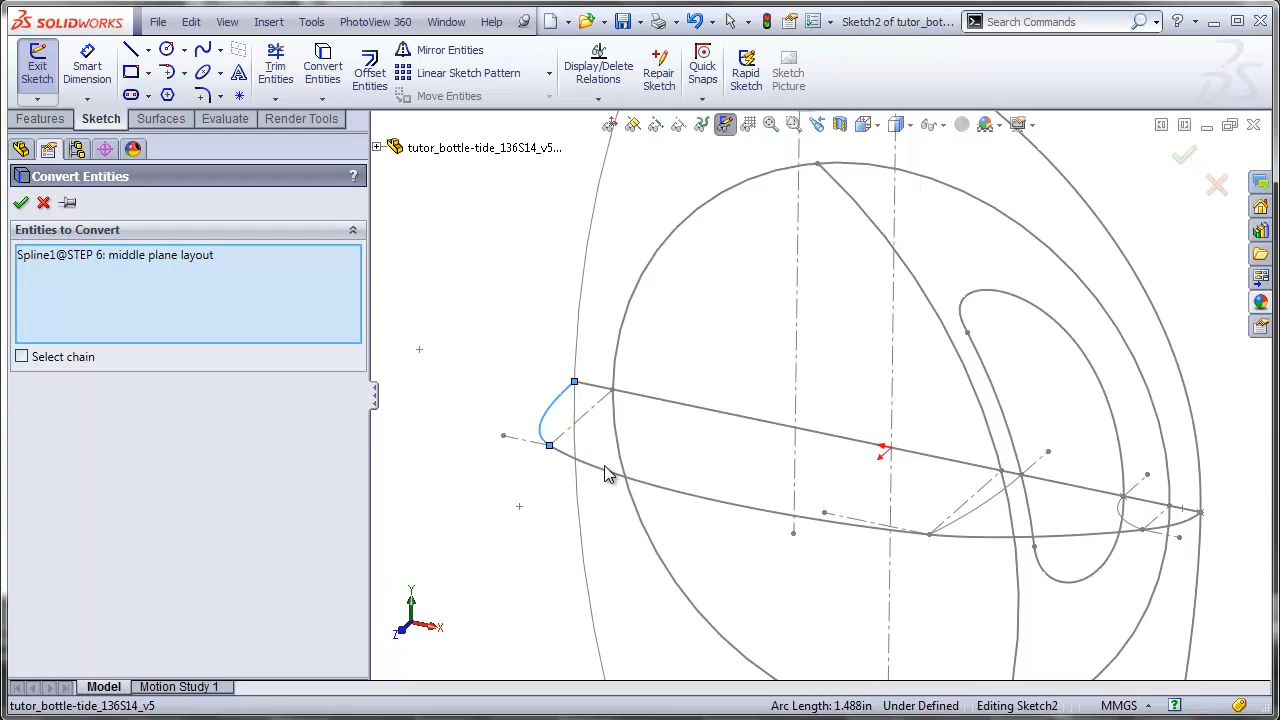 SOLIDWORKS
File Edit View Insert Tools PhotoView 360 Window Help
Sketch2 of tutor_bot...
Search Commands
Exit Sketch
Smart Dimension
Trim Entities
Convert Entities
Offset Entities
Mirror Entities
Linear Sketch Pattern
Move Entities
Display/Delete Relations
Repair Sketch
Quick Snaps
Rapid Sketch
Sketch Picture
Features Sketch Surfaces Evaluate Render Tools
tutor_bottle-tide_136S14_v5...
Convert Entities ?
Entities to Convert
Spline1@STEP 6: middle plane layout
Select chain
Y
X
Z
Model Motion Study 1
tutor_bottle-tide_136S14_v5 Arc Length: 1.488in Under Defined Editing Sketch2 MMGS